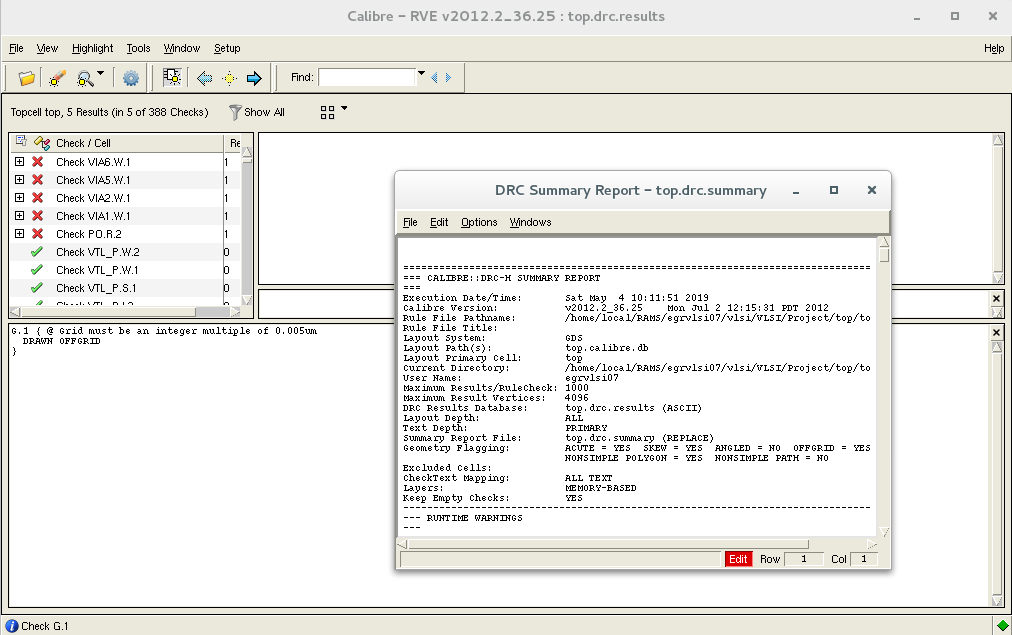 Calibre - RVE v2012.2_36.25 : top.drc.results
File View Highlight Tools Window Setup Help
Find:
Topcell top, 5 Results (in 5 of 388 Checks) Show All
Check / Cell Re
Check VIA6.W.1 1
Check VIA5.W.1 1
Check VIA2.W.1 1
Check VIA1.W.1 1
Check PO.R.2 1
Check VTL_P.W.2 0
Check VTL_P.W.1 0
Check VTL_P.S.1 0
G.1 { @ Grid must be an integer multiple of 0.005um
DRAWN OFFGRID
}
DRC Summary Report - top.drc.summary
File Edit Options Windows
==================================================================================
=== CALIBRE::DRC-H SUMMARY REPORT
===
Execution Date/Time: Sat May 4 10:11:51 2019
Calibre Version: v2012.2_36.25 Mon Jul 2 12:15:31 PDT 2012
Rule File Pathname: /home/local/RAMS/egrvlsi07/vlsi/VLSI/Project/top/to
Rule File Title:
Layout System: GDS
Layout Path(s): top.calibre.db
Layout Primary Cell: top
Current Directory: /home/local/RAMS/egrvlsi07/vlsi/VLSI/Project/top/to
User Name: egrvlsi07
Maximum Results/RuleCheck: 1000
Maximum Result Vertices: 4096
DRC Results Database: top.drc.results (ASCII)
Layout Depth: ALL
Text Depth: PRIMARY
Summary Report File: top.drc.summary (REPLACE)
Geometry Flagging: ACUTE = YES SKEW = YES ANGLED = NO OFFGRID = YES
NONSIMPLE POLYGON = YES NONSIMPLE PATH = NO
Excluded Cells:
CheckText Mapping: ALL TEXT
Layers: MEMORY-BASED
Keep Empty Checks: YES
----------------------------------------------------------------------------------
--- RUNTIME WARNINGS
---
Edit Row 1 Col 1
Check G.1